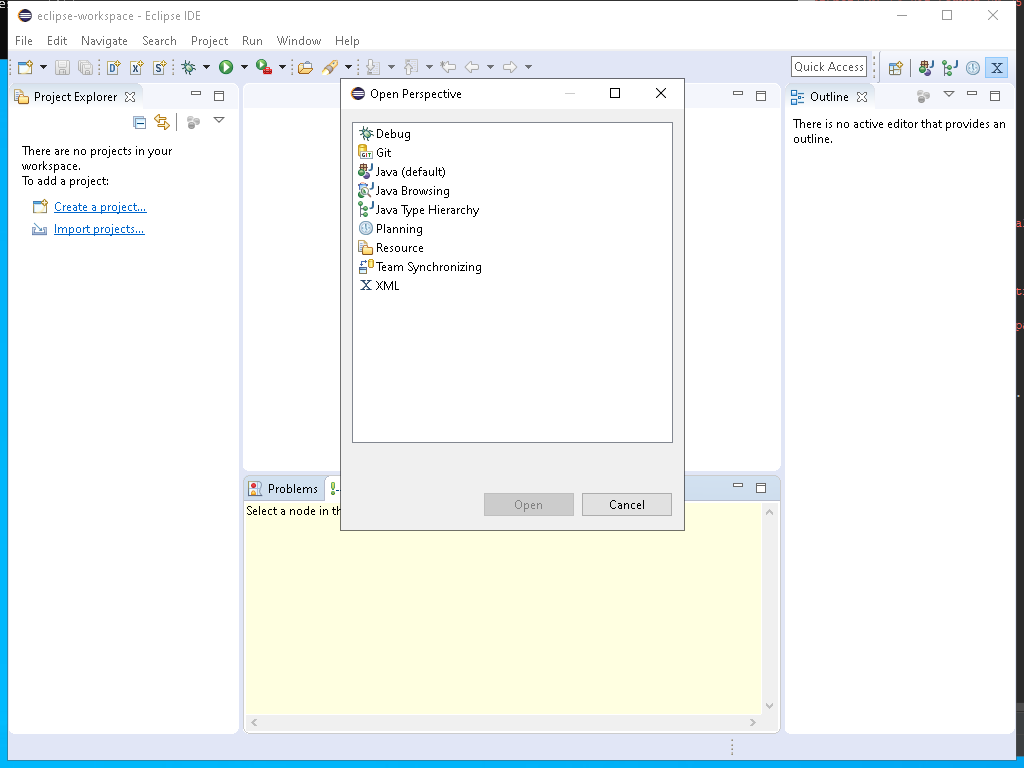 eclipse-workspace - Eclipse IDE
File Edit Navigate Search Project Run Window Help
Quick Access
Project Explorer
There are no projects in your
workspace.
To add a project:
Create a project...
Import projects...
Open Perspective
Debug
Git
Java (default)
Java Browsing
Java Type Hierarchy
Planning
Resource
Team Synchronizing
XML
Open Cancel
Problems
Select a node in th
Outline
There is no active editor that provides an
outline.